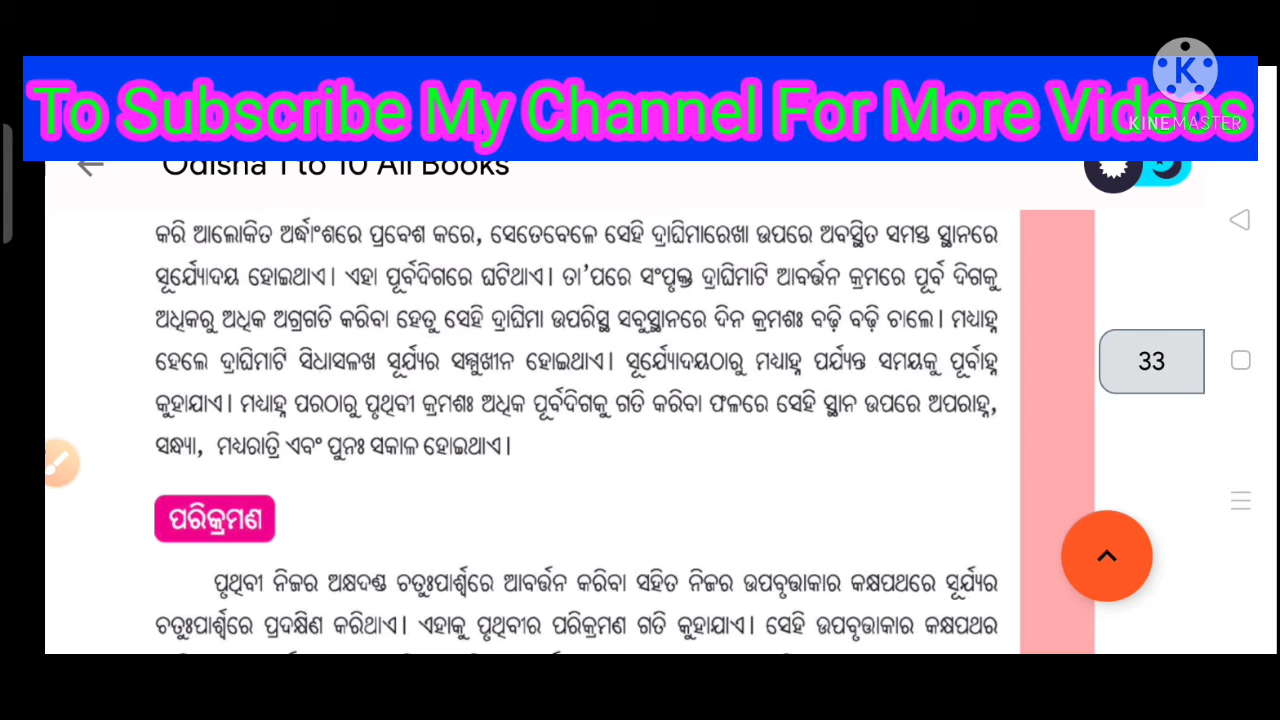 To Subscribe My Channel For More Videos
KINEMASTER
Odisha 1 to 10 All Books
କରି ଆଲୋକିତ ଅର୍ଦ୍ଧାଂଶରେ ପ୍ରବେଶ କରେ, ସେତେବେଳେ ସେହି ଦ୍ରାଘିମାରେଖା ଉପରେ ଅବସ୍ଥିତ ସମସ୍ତ ସ୍ଥାନରେ
ସୂର୍ଯ୍ୟୋଦୟ ହୋଇଥାଏ। ଏହା ପୂର୍ବଦିଗରେ ଘଟିଥାଏ। ତା'ପରେ ସଂପୃକ୍ତ ଦ୍ରାଘିମାଟି ଆବର୍ତ୍ତନ କ୍ରମରେ ପୂର୍ବ ଦିଗକୁ
ଅଧିକରୁ ଅଧିକ ଅଗ୍ରଗତି କରିବା ହେତୁ ସେହି ଦ୍ରାଘିମା ଉପରିସ୍ଥ ସବୁସ୍ଥାନରେ ଦିନ କ୍ରମଶଃ ବଢ଼ି ବଢ଼ି ଚାଲେ। ମଧ୍ୟାହ୍ନ
ହେଲେ ଦ୍ରାଘିମାଟି ସିଧାସଳଖ ସୂର୍ଯ୍ୟର ସମ୍ମୁଖୀନ ହୋଇଥାଏ। ସୂର୍ଯ୍ୟୋଦୟଠାରୁ ମଧ୍ୟାହ୍ନ ପର୍ଯ୍ୟନ୍ତ ସମୟକୁ ପୂର୍ବାହ୍ନ
କୁହାଯାଏ। ମଧ୍ୟାହ୍ନ ପରଠାରୁ ପୃଥିବୀ କ୍ରମଶଃ ଅଧିକ ପୂର୍ବଦିଗକୁ ଗତି କରିବା ଫଳରେ ସେହି ସ୍ଥାନ ଉପରେ ଅପରାହ୍ନ,
ସନ୍ଧ୍ୟା, ମଧ୍ୟରାତ୍ରି ଏବଂ ପୁନଃ ସକାଳ ହୋଇଥାଏ।
33
ପରିକ୍ରମଣ
ପୃଥିବୀ ନିଜର ଅକ୍ଷଦଣ୍ଡ ଚତୁଃପାର୍ଶ୍ୱରେ ଆବର୍ତ୍ତନ କରିବା ସହିତ ନିଜର ଉପବୃତ୍ତାକାର କକ୍ଷପଥରେ ସୂର୍ଯ୍ୟର
ଚତୁଃପାର୍ଶ୍ୱରେ ପ୍ରଦକ୍ଷିଣ କରିଥାଏ। ଏହାକୁ ପୃଥିବୀର ପରିକ୍ରମଣ ଗତି କୁହାଯାଏ। ସେହି ଉପବୃତ୍ତାକାର କକ୍ଷପଥର